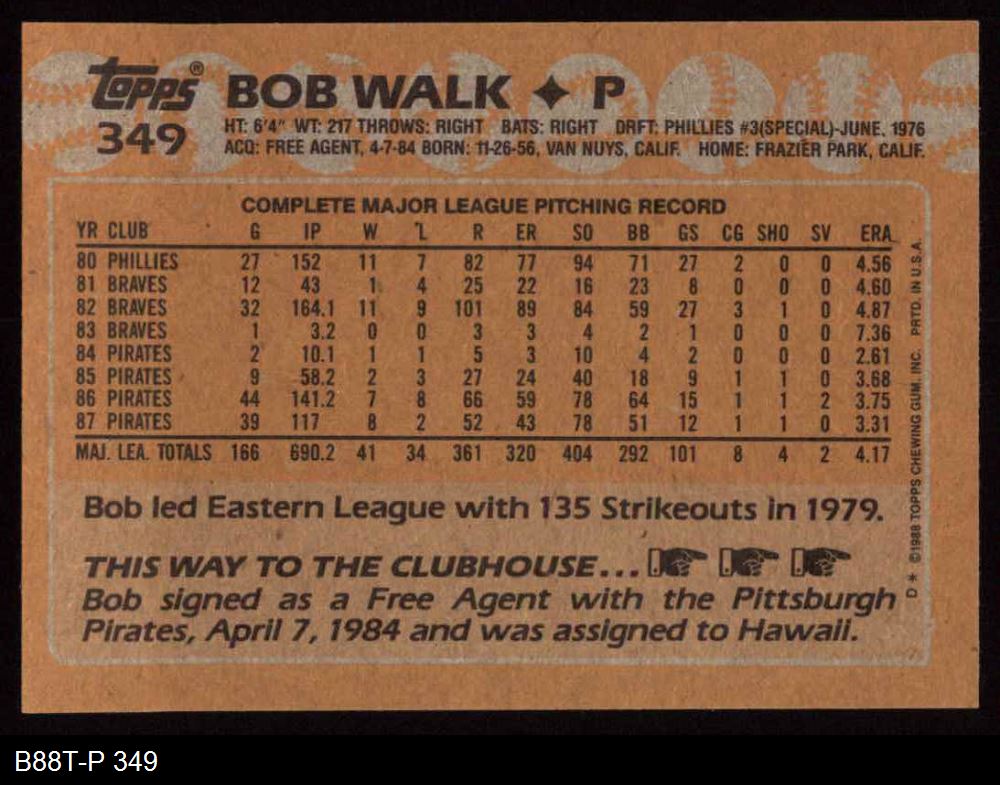 topps® BOB WALK ✦ P
349 HT: 6'4" WT: 217 THROWS: RIGHT BATS: RIGHT DRFT: PHILLIES #3(SPECIAL)-JUNE, 1976
ACQ: FREE AGENT, 4-7-84 BORN: 11-26-56, VAN NUYS, CALIF. HOME: FRAZIER PARK, CALIF.
COMPLETE MAJOR LEAGUE PITCHING RECORD
YR CLUB G IP W L R ER SO BB GS CG SHO SV ERA
80 PHILLIES 27 152 11 7 82 77 94 71 27 2 0 0 4.56
81 BRAVES 12 43 1 4 25 22 16 23 8 0 0 0 4.60
82 BRAVES 32 164.1 11 9 101 89 84 59 27 3 1 0 4.87
83 BRAVES 1 3.2 0 0 3 3 4 2 1 0 0 0 7.36
84 PIRATES 2 10.1 1 1 5 3 10 4 2 0 0 0 2.61
85 PIRATES 9 58.2 2 3 27 24 40 18 9 1 1 0 3.68
86 PIRATES 44 141.2 7 8 66 59 78 64 15 1 1 2 3.75
87 PIRATES 39 117 8 2 52 43 78 51 12 1 1 0 3.31
MAJ. LEA. TOTALS 166 690.2 41 34 361 320 404 292 101 8 4 2 4.17
Bob led Eastern League with 135 Strikeouts in 1979.
THIS WAY TO THE CLUBHOUSE...
Bob signed as a Free Agent with the Pittsburgh
Pirates, April 7, 1984 and was assigned to Hawaii.
D* ©1988 TOPPS CHEWING GUM, INC. PRTD. IN U.S.A.
B88T-P 349